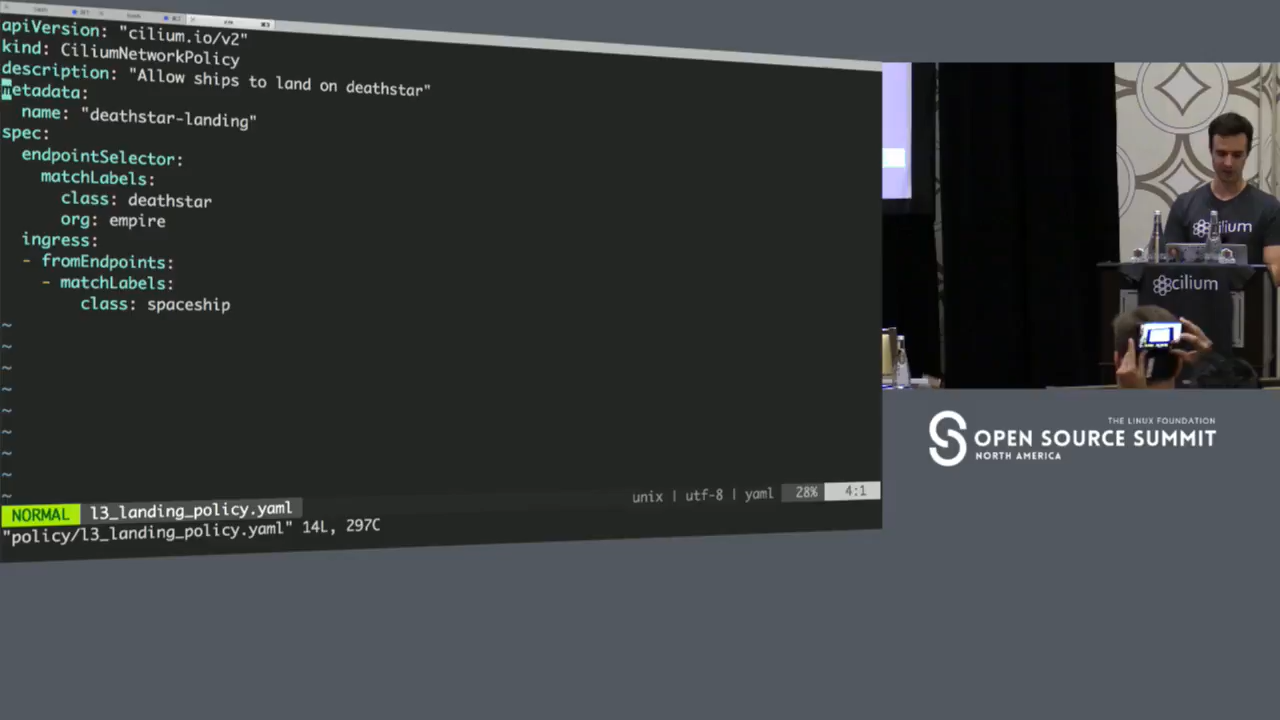 apiVersion: "cilium.io/v2"
kind: CiliumNetworkPolicy
description: "Allow ships to land on deathstar"
metadata:
  name: "deathstar-landing"
spec:
  endpointSelector:
    matchLabels:
      class: deathstar
      org: empire
  ingress:
  - fromEndpoints:
    - matchLabels:
        class: spaceship
~
~
~
~
~
~
~
~
~
NORMAL l3_landing_policy.yaml unix | utf-8 | yaml 28% 4:1
"policy/l3_landing_policy.yaml" 14L, 297C
cilium
cilium
THE LINUX FOUNDATION
OPEN SOURCE SUMMIT
NORTH AMERICA